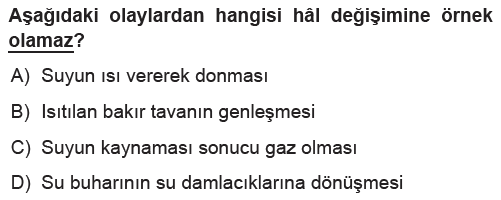 Aşağıdaki olaylardan hangisi hâl değişimine örnek
olamaz?
A) Suyun ısı vererek donması
B) Isıtılan bakır tavanın genleşmesi
C) Suyun kaynaması sonucu gaz olması
D) Su buharının su damlacıklarına dönüşmesi